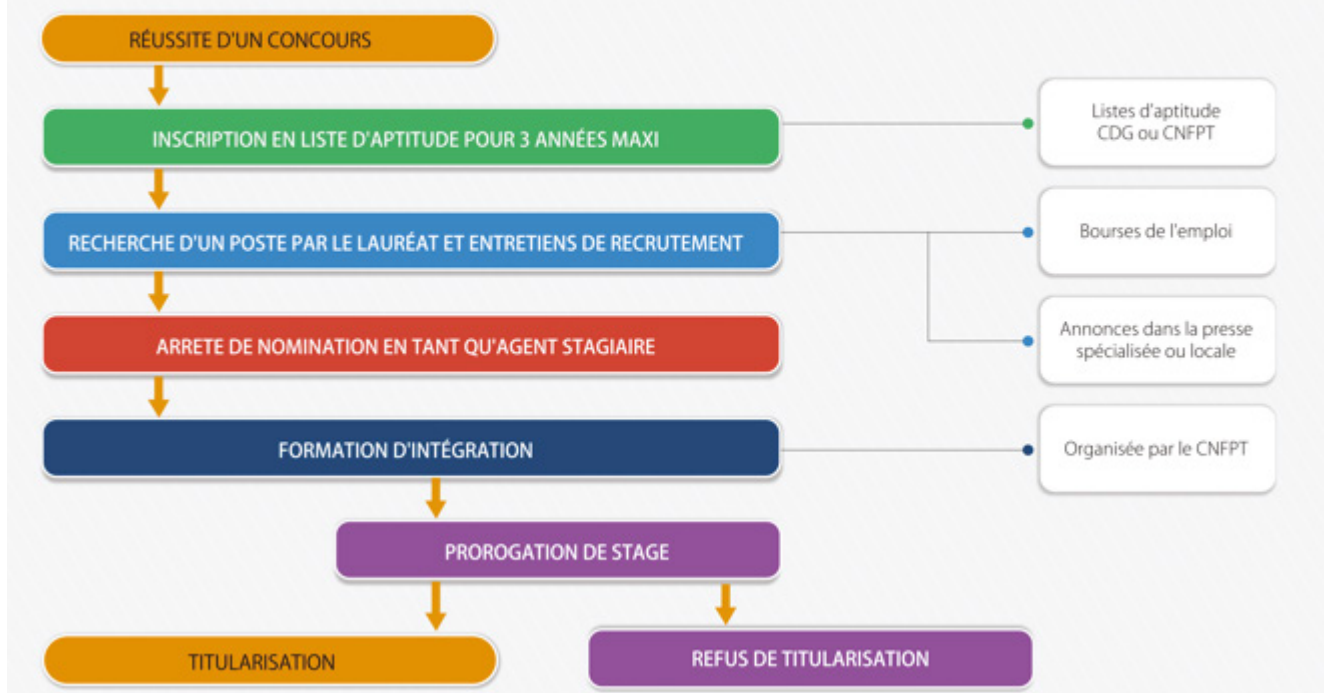 RÉUSSITE D'UN CONCOURS
INSCRIPTION EN LISTE D'APTITUDE POUR 3 ANNÉES MAXI
Listes d'aptitude
CDG ou CNFPT
RECHERCHE D'UN POSTE PAR LE LAURÉAT ET ENTRETIENS DE RECRUTEMENT
Bourses de l'emploi
Annonces dans la presse
spécialisée ou locale
ARRETE DE NOMINATION EN TANT QU'AGENT STAGIAIRE
FORMATION D'INTÉGRATION
Organisée par le CNFPT
PROROGATION DE STAGE
TITULARISATION
REFUS DE TITULARISATION